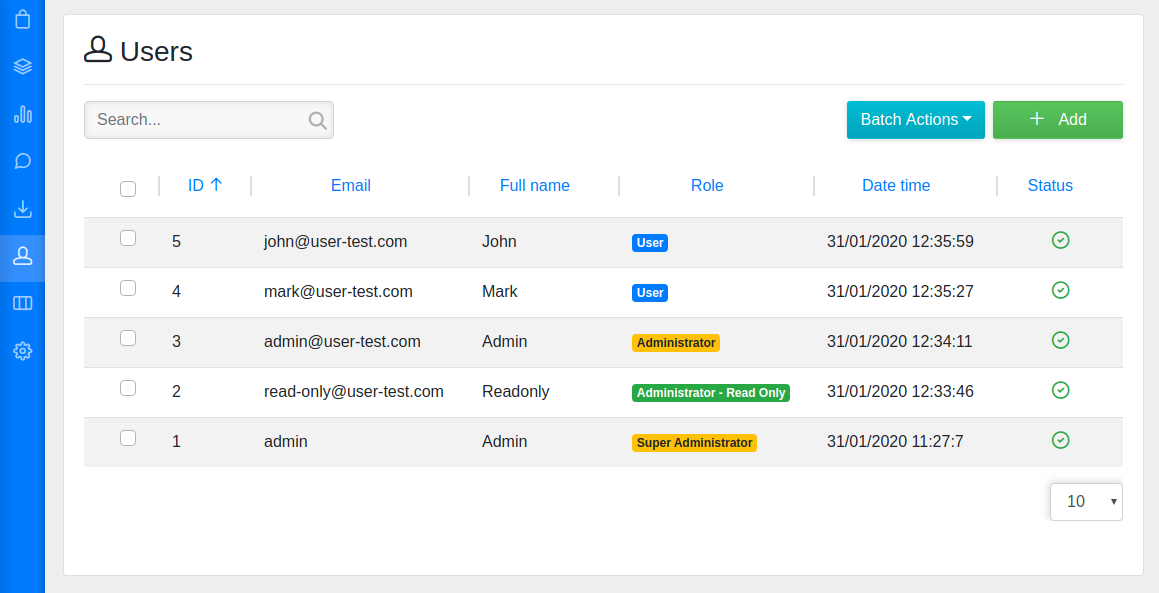 Users
Search...
Batch Actions
Add
ID Email Full name Role Date time Status
5 john@user-test.com John User 31/01/2020 12:35:59
4 mark@user-test.com Mark User 31/01/2020 12:35:27
3 admin@user-test.com Admin Administrator 31/01/2020 12:34:11
2 read-only@user-test.com Readonly Administrator - Read Only 31/01/2020 12:33:46
1 admin Admin Super Administrator 31/01/2020 11:27:7
10